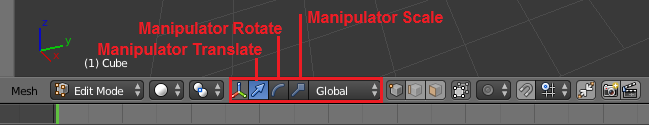 Manipulator Scale
Manipulator Rotate
Manipulator Translate
z
y
x
(1) Cube
Mesh Edit Mode Global